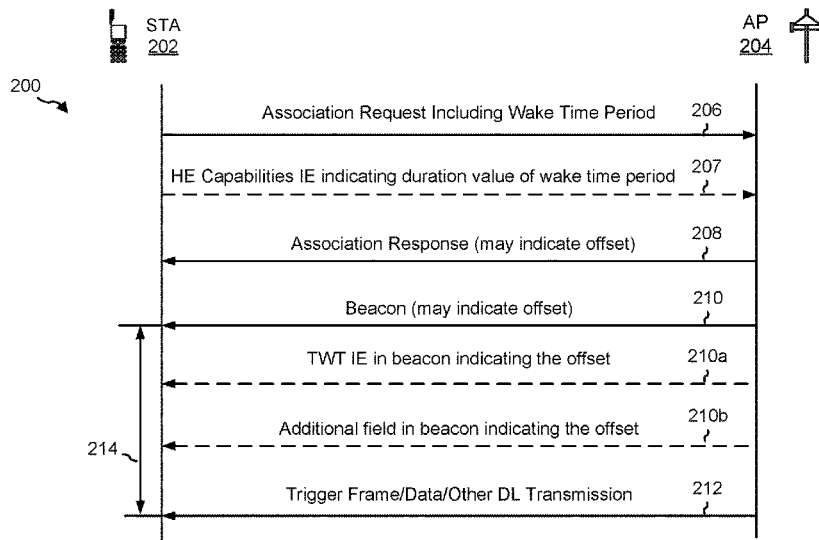 STA
202
AP
204
200
Association Request Including Wake Time Period
206
HE Capabilities IE indicating duration value of wake time period
207
Association Response (may indicate offset)
208
Beacon (may indicate offset)
210
TWT IE in beacon indicating the offset
210a
Additional field in beacon indicating the offset
210b
214
Trigger Frame/Data/Other DL Transmission
212